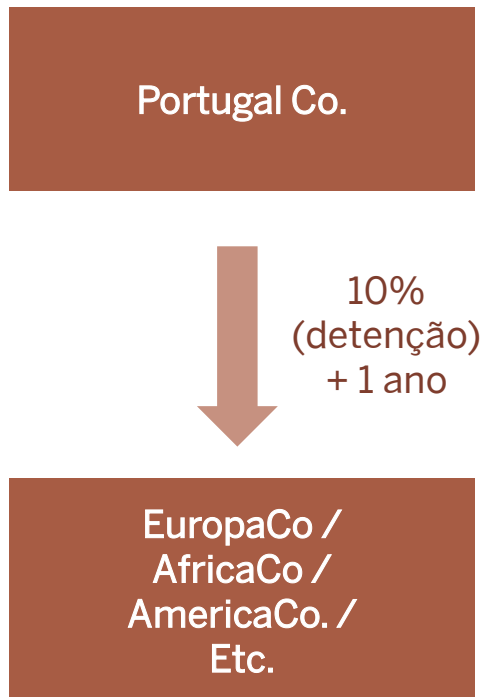 Portugal Co.
10%
(detenção)
+ 1 ano
EuropaCo /
AfricaCo /
AmericaCo. /
Etc.